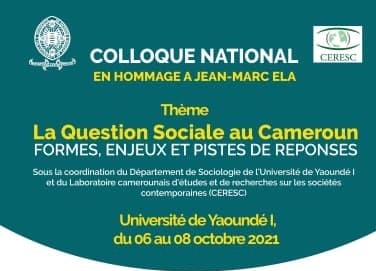 COLLOQUE NATIONAL
EN HOMMAGE A JEAN-MARC ELA
CERESC
Thème
La Question Sociale au Cameroun
FORMES, ENJEUX ET PISTES DE REPONSES
Sous la coordination du Département de Sociologie de l'Université de Yaoundé I
et du Laboratoire camerounais d'études et de recherches sur les sociétés
contemporaines (CERESC)
Université de Yaoundé I,
du 06 au 08 octobre 2021